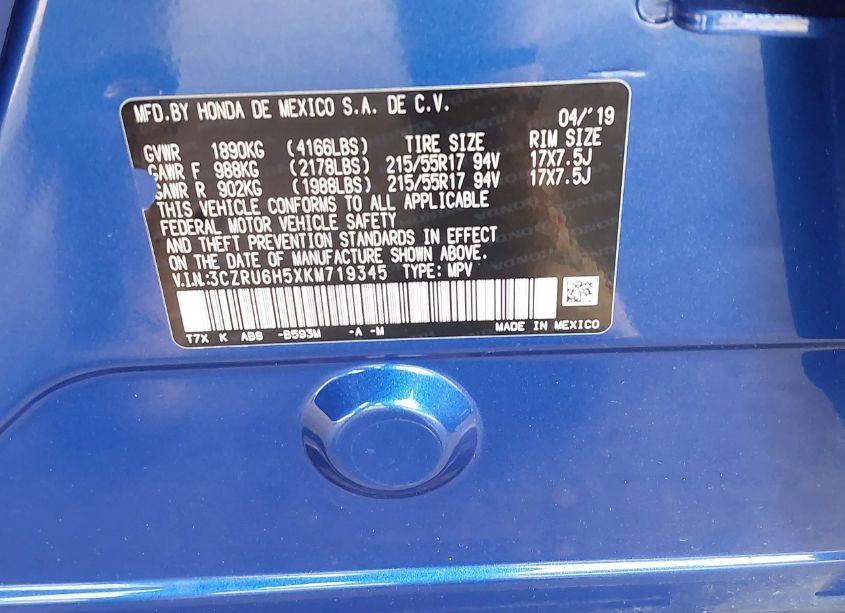 MFD.BY HONDA DE MEXICO S.A. DE C.V. 04/'19
GVWR 1890KG (4166LBS) TIRE SIZE RIM SIZE
GAWR F 988KG (2178LBS) 215/55R17 94V 17X7.5J
GAWR R 902KG (1988LBS) 215/55R17 94V 17X7.5J
THIS VEHICLE CONFORMS TO ALL APPLICABLE
FEDERAL MOTOR VEHICLE SAFETY
AND THEFT PREVENTION STANDARDS IN EFFECT
ON THE DATE OF MANUFACTURE SHOWN ABOVE.
V.I.N.:3CZRU6H5XKM719345 TYPE: MPV
T7X K AB8 -B593M -A -M MADE IN MEXICO